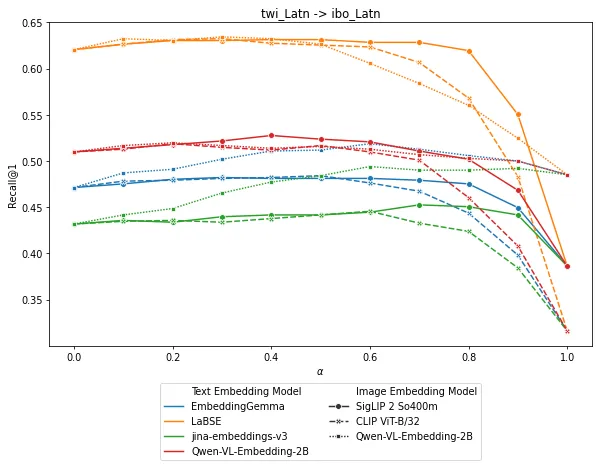 twi_Latn -> ibo_Latn
0.65
0.60
0.55
0.50
0.45
0.40
0.35
Recall@1
0.0
0.2
0.4
0.6
0.8
1.0
α
Text Embedding Model
EmbeddingGemma
LaBSE
jina-embeddings-v3
Qwen-VL-Embedding-2B
Image Embedding Model
SigLIP 2 So400m
CLIP ViT-B/32
Qwen-VL-Embedding-2B